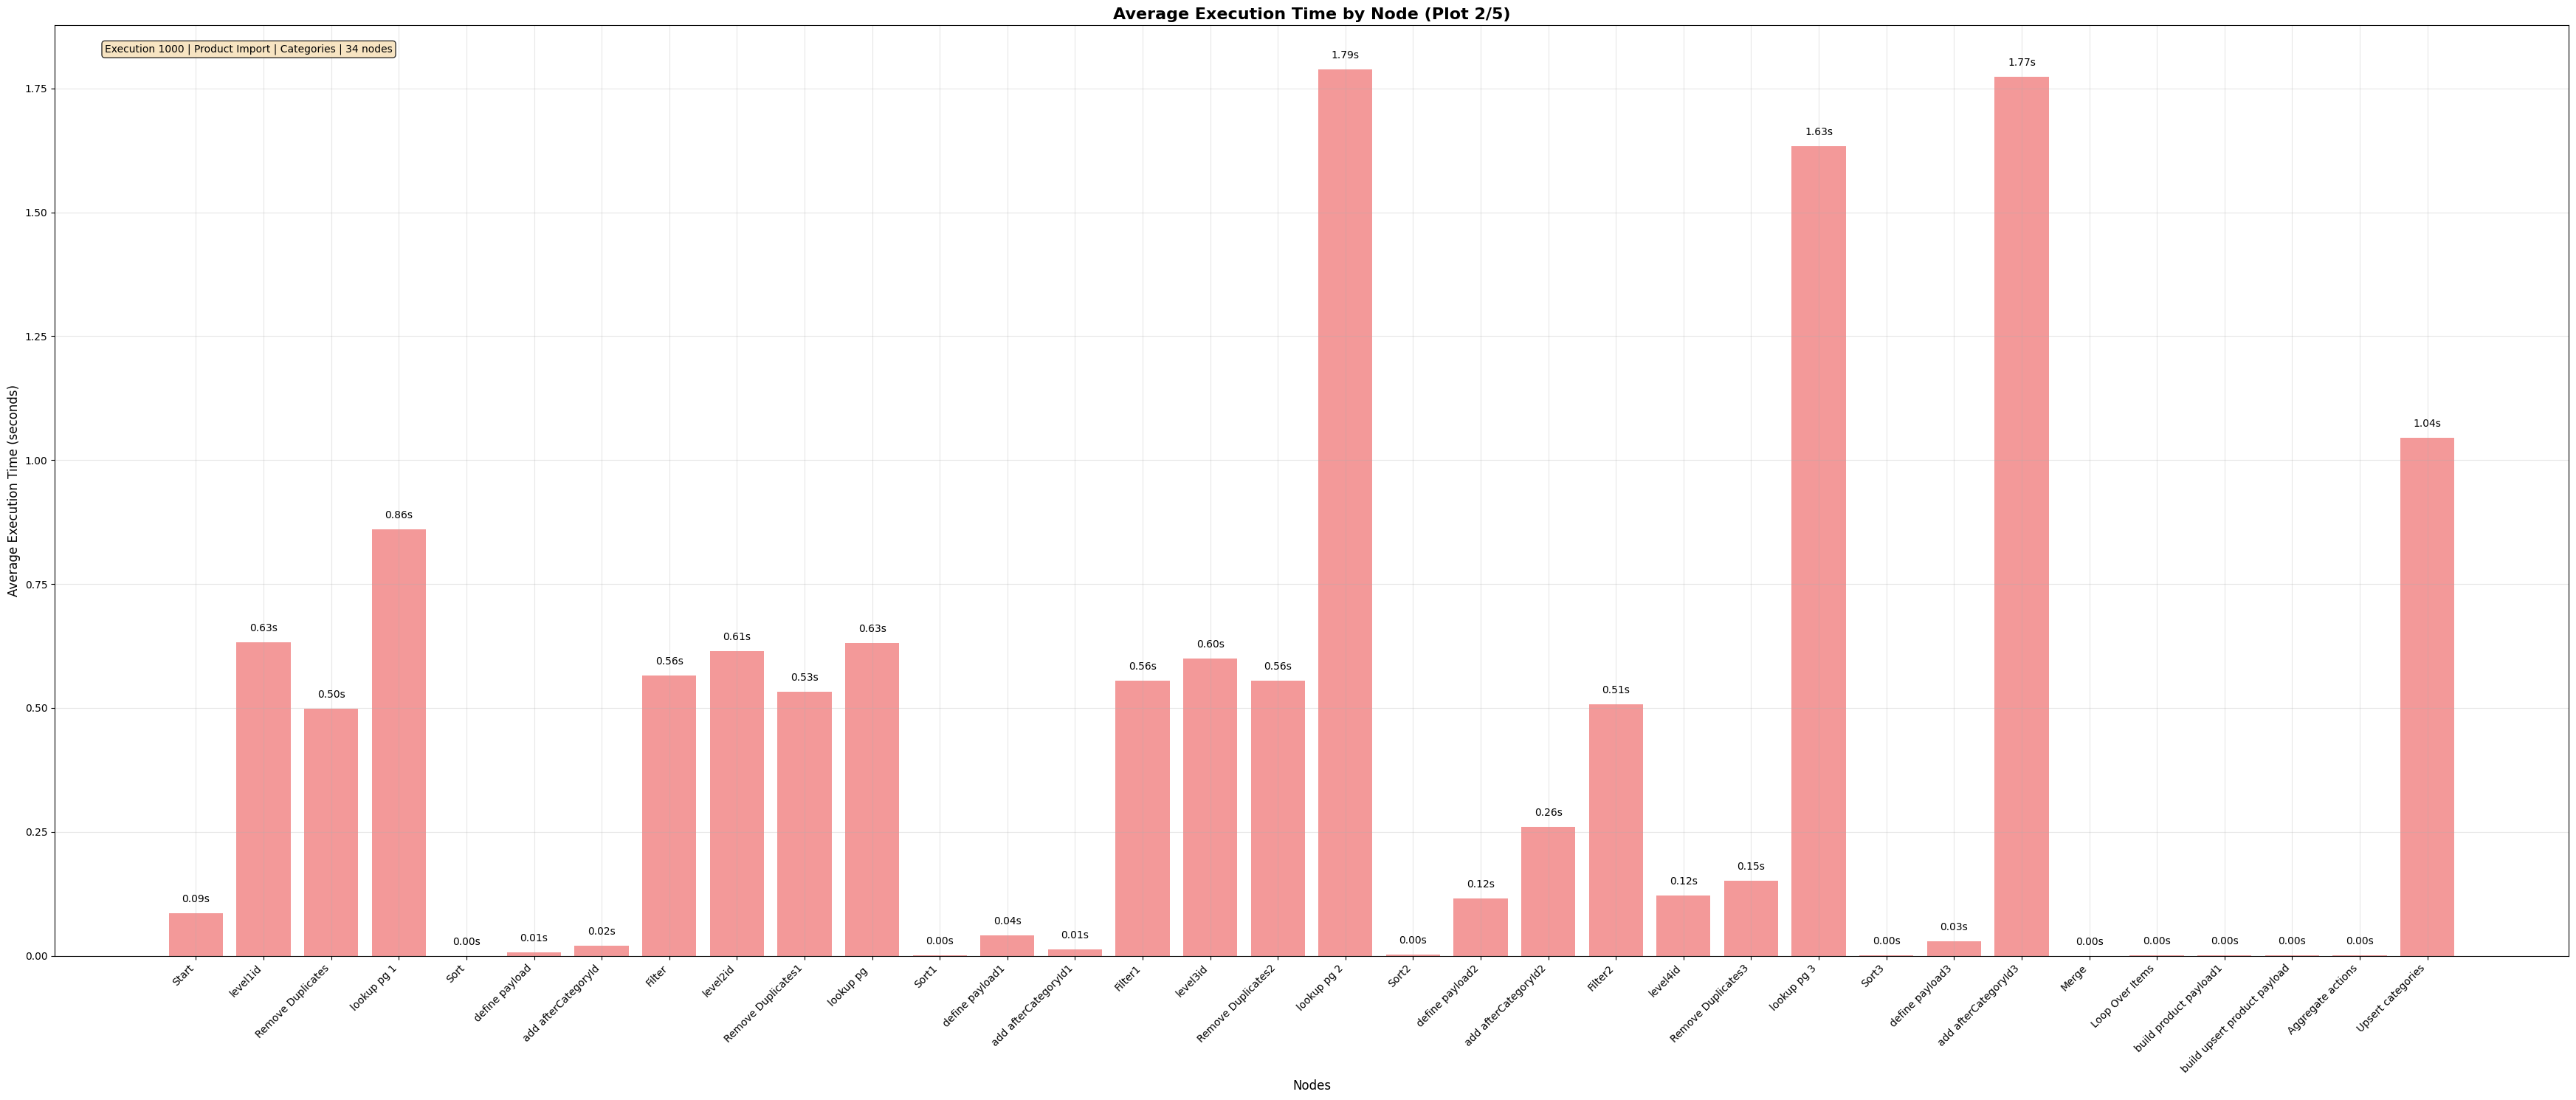 Average Execution Time by Node (Plot 2/5)
Execution 1000 | Product Import | Categories | 34 nodes
Average Execution Time (seconds)
1.75
1.50
1.25
1.00
0.75
0.50
0.25
0.00
0.09s
0.63s
0.50s
0.86s
0.00s
0.01s
0.02s
0.56s
0.61s
0.53s
0.63s
0.00s
0.04s
0.01s
0.56s
0.60s
0.56s
1.79s
0.00s
0.12s
0.26s
0.51s
0.12s
0.15s
1.63s
0.00s
0.03s
1.77s
0.00s
0.00s
0.00s
0.00s
0.00s
1.04s
Start
level1id
Remove Duplicates
lookup pg 1
Sort
define payload
add afterCategoryId
Filter
level2id
Remove Duplicates1
lookup pg
Sort1
define payload1
add afterCategoryId1
Filter1
level3id
Remove Duplicates2
lookup pg 2
Sort2
define payload2
add afterCategoryId2
Filter2
level4id
Remove Duplicates3
lookup pg 3
Sort3
define payload3
add afterCategoryId3
Merge
Loop Over Items
build product payload1
build upsert product payload
Aggregate actions
Upsert categories
Nodes